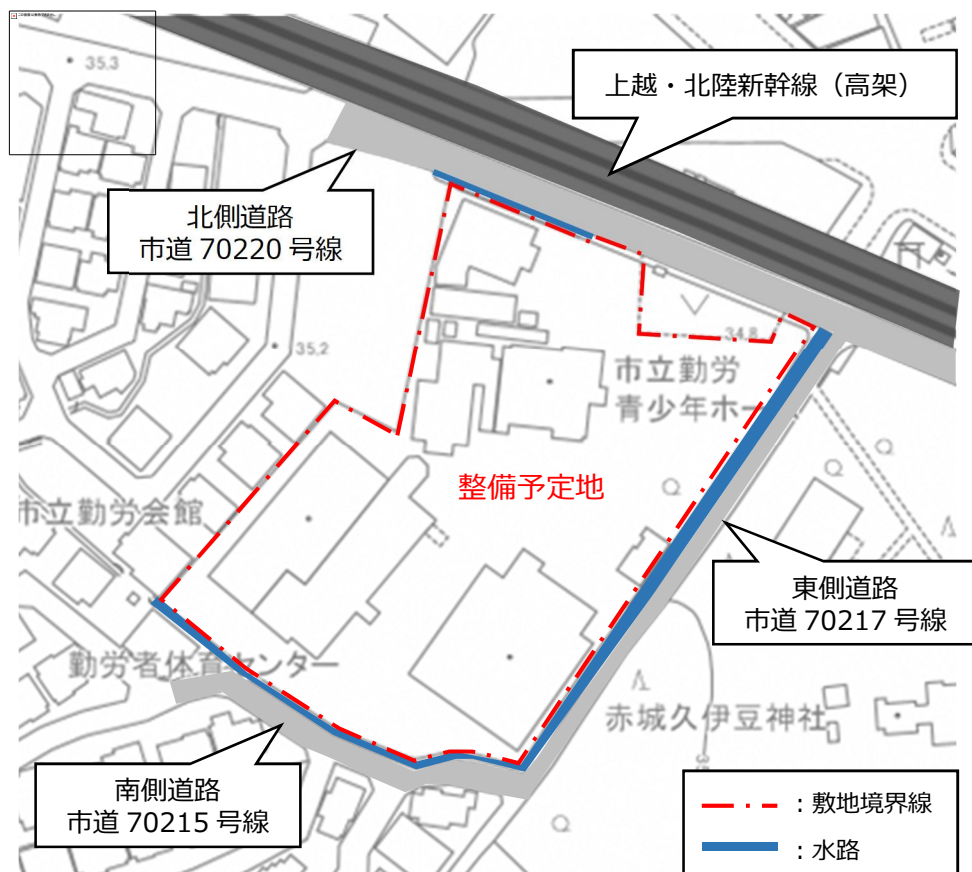 35.3
上越・北陸新幹線（高架）
北側道路
市道 70220 号線
34.8
35.2
市立勤労
青少年ホー
整備予定地
市立勤労会館
東側道路
市道 70217 号線
勤労者体育センター
赤城久伊豆神社
南側道路
市道 70215 号線
：敷地境界線
：水路